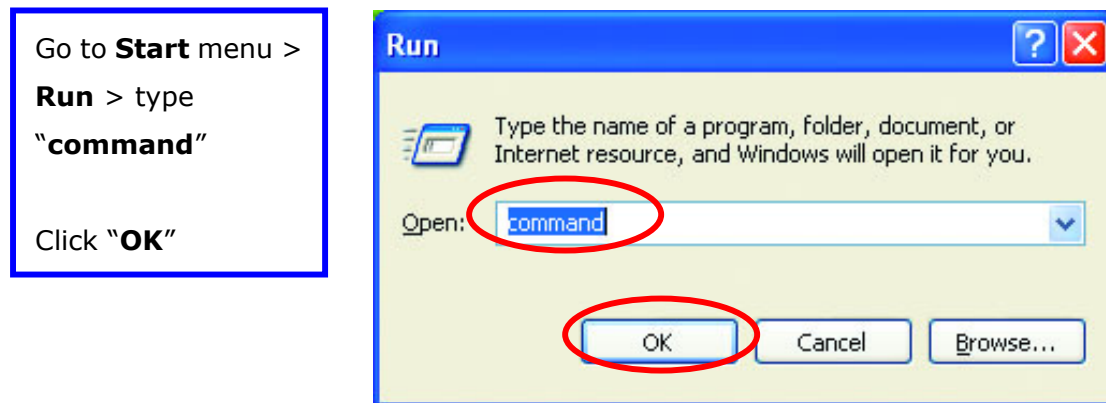 Go to Start menu >
Run > type
“command”
Click “OK”
Run
Type the name of a program, folder, document, or
Internet resource, and Windows will open it for you.
Open: command
OK Cancel Browse...